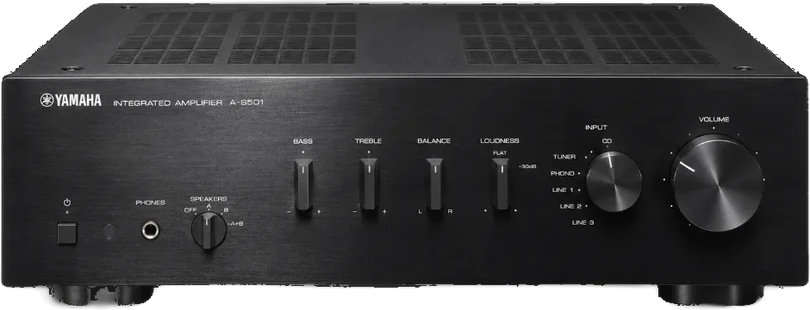 YAMAHA INTEGRATED AMPLIFIER A-S501
VOLUME
INPUT
BASS TREBLE BALANCE LOUDNESS
CD
FLAT
TUNER
-30dB
PHONO
LINE 1
LINE 2
LINE 3
PHONES
SPEAKERS
A
OFF B
A+B
- + - + L R